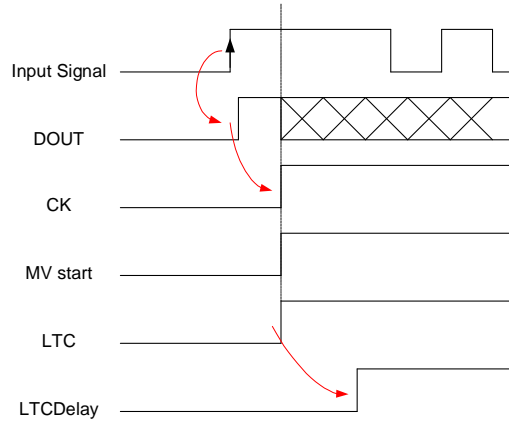 Input Signal
DOUT
CK
MV start
LTC
LTCDelay